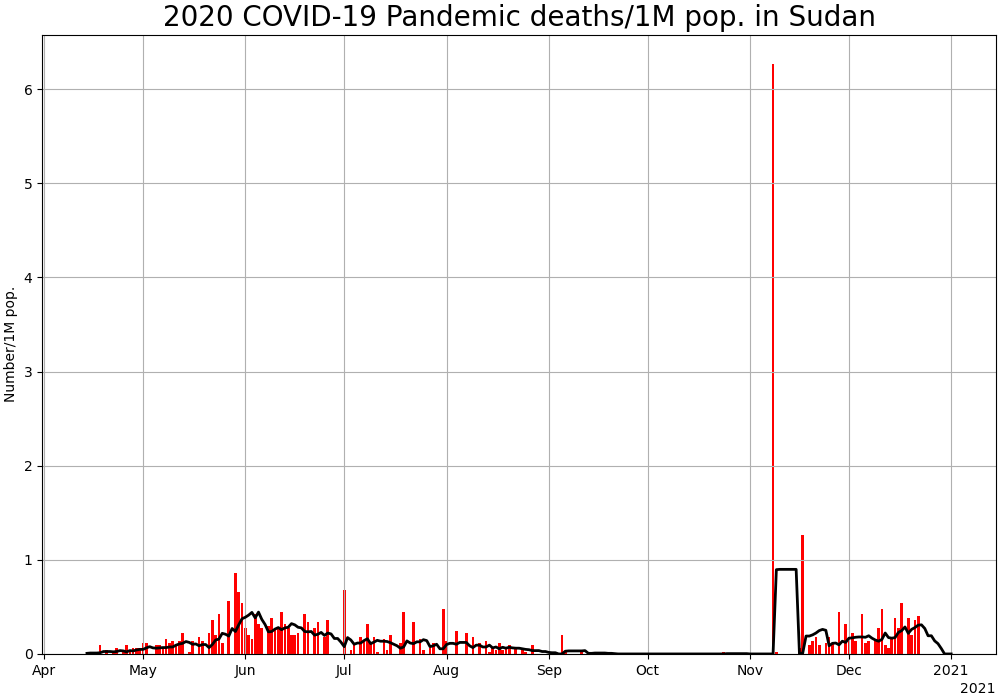 2020 COVID-19 Pandemic deaths/1M pop. in Sudan
Number/1M pop.
6
5
4
3
2
1
0
Apr May Jun Jul Aug Sep Oct Nov Dec 2021
2021